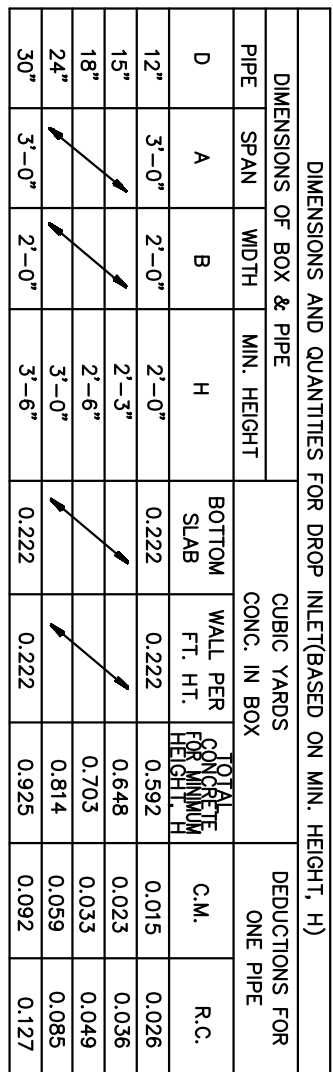 DIMENSIONS AND QUANTITIES FOR DROP INLET(BASED ON MIN. HEIGHT, H)
DIMENSIONS OF BOX & PIPE
CUBIC YARDS
CONC. IN BOX
DEDUCTIONS FOR
ONE PIPE
PIPE SPAN WIDTH MIN. HEIGHT
D A B H BOTTOM
SLAB
WALL PER
FT. HT.
TOTAL
CONCRETE
FOR MINIMUM
HEIGHT, H
C.M. R.C.
12" 3'-0" 2'-0" 2'-0" 0.222 0.222 0.592 0.015 0.026
15" 2'-3" 0.648 0.023 0.036
18" 2'-6" 0.703 0.033 0.049
24" 3'-0" 0.814 0.059 0.085
30" 3'-0" 2'-0" 3'-6" 0.222 0.222 0.925 0.092 0.127